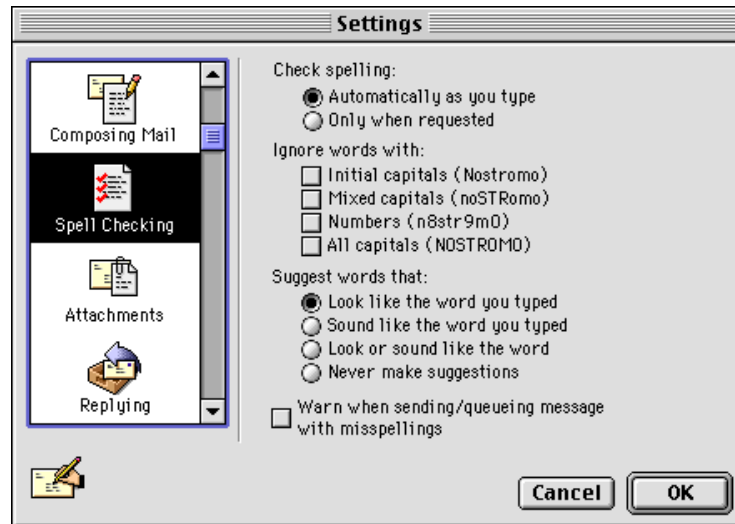 Settings
Composing Mail
Spell Checking
Attachments
Replying
Check spelling:
Automatically as you type
Only when requested
Ignore words with:
Initial capitals (Nostromo)
Mixed capitals (noSTRomo)
Numbers (n8str9m0)
All capitals (NOSTROMO)
Suggest words that:
Look like the word you typed
Sound like the word you typed
Look or sound like the word
Never make suggestions
Warn when sending/queueing message
with misspellings
Cancel
OK